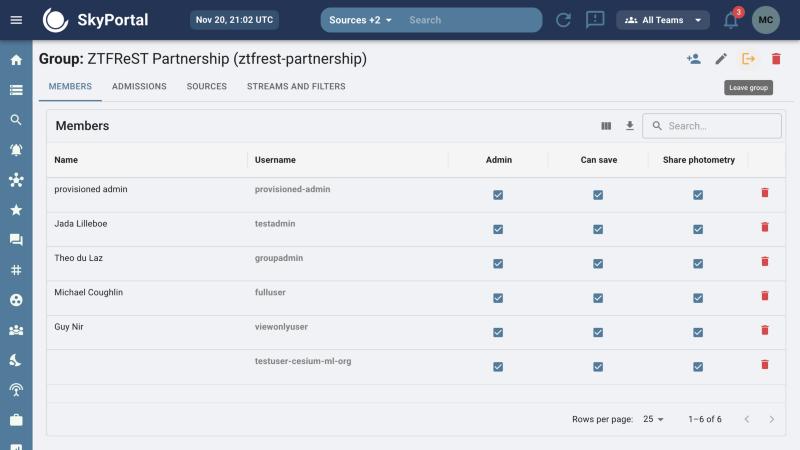 SkyPortal
Nov 20, 21:02 UTC
Sources +2
Search
All Teams
3
MC
Group: ZTFReST Partnership (ztfrest-partnership)
MEMBERS
ADMISSIONS
SOURCES
STREAMS AND FILTERS
Leave group
Members
Search...
Name Username Admin Can save Share photometry
provisioned admin provisioned-admin
Jada Lilleboe testadmin
Theo du Laz groupadmin
Michael Coughlin fulluser
Guy Nir viewonlyuser
testuser-cesium-ml-org
Rows per page: 25 1–6 of 6